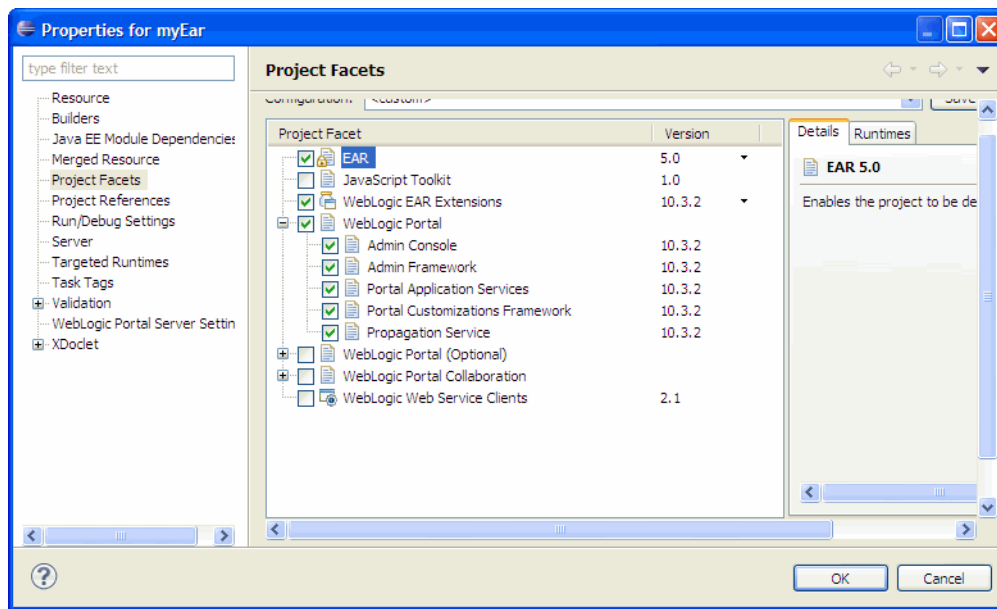 Properties for myEar
type filter text
Resource
Builders
Java EE Module Dependencies
Merged Resource
Project Facets
Project References
Run/Debug Settings
Server
Targeted Runtimes
Task Tags
Validation
WebLogic Portal Server Settin
XDoclet
Project Facets
Configuration: <custom> Save
Project Facet Version
EAR 5.0
JavaScript Toolkit 1.0
WebLogic EAR Extensions 10.3.2
WebLogic Portal
Admin Console 10.3.2
Admin Framework 10.3.2
Portal Application Services 10.3.2
Portal Customizations Framework 10.3.2
Propagation Service 10.3.2
WebLogic Portal (Optional)
WebLogic Portal Collaboration
WebLogic Web Service Clients 2.1
Details Runtimes
EAR 5.0
Enables the project to be de
? OK Cancel